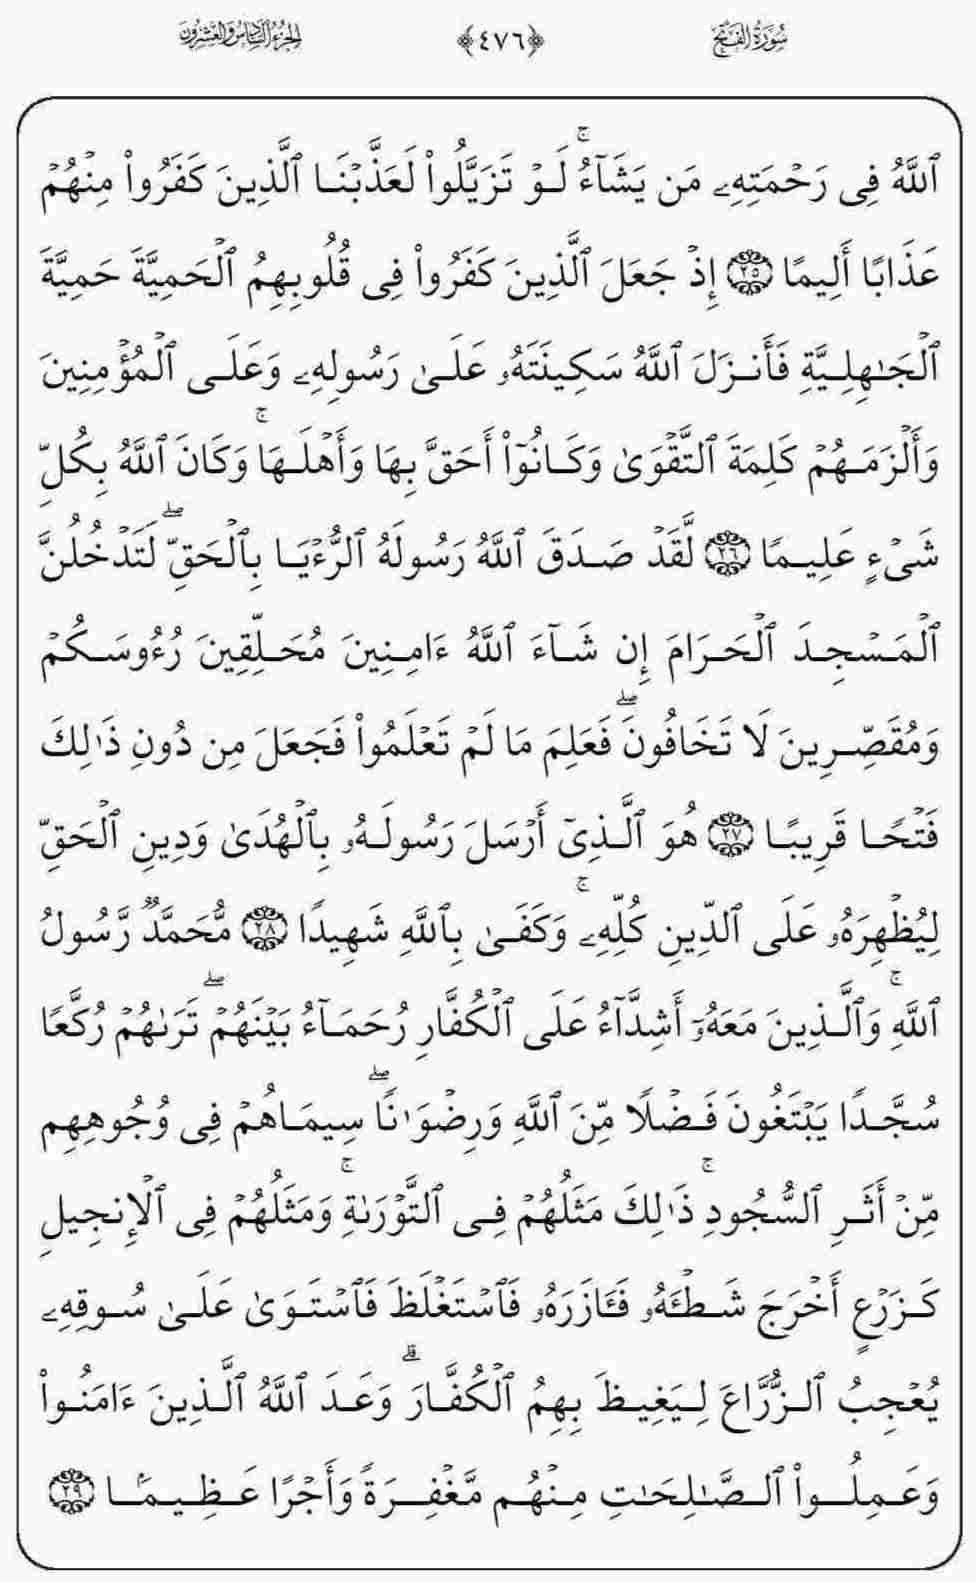 سُورَةُ الفَتْحِ ﴿٤٧٦﴾ الجُزْءُ السَّادِسُ وَالعِشْرُونَ
ٱللَّهُ فِى رَحْمَتِهِۦ مَن يَشَآءُ ۚ لَوْ تَزَيَّلُوا۟ لَعَذَّبْنَا ٱلَّذِينَ كَفَرُوا۟ مِنْهُمْ
عَذَابًا أَلِيمًا ٢٥ إِذْ جَعَلَ ٱلَّذِينَ كَفَرُوا۟ فِى قُلُوبِهِمُ ٱلْحَمِيَّةَ حَمِيَّةَ
ٱلْجَـٰهِلِيَّةِ فَأَنزَلَ ٱللَّهُ سَكِينَتَهُۥ عَلَىٰ رَسُولِهِۦ وَعَلَى ٱلْمُؤْمِنِينَ
وَأَلْزَمَهُمْ كَلِمَةَ ٱلتَّقْوَىٰ وَكَانُوٓا۟ أَحَقَّ بِهَا وَأَهْلَهَا ۚ وَكَانَ ٱللَّهُ بِكُلِّ
شَىْءٍ عَلِيمًا ٢٦ لَّقَدْ صَدَقَ ٱللَّهُ رَسُولَهُ ٱلرُّءْيَا بِٱلْحَقِّ ۖ لَتَدْخُلُنَّ
ٱلْمَسْجِدَ ٱلْحَرَامَ إِن شَآءَ ٱللَّهُ ءَامِنِينَ مُحَلِّقِينَ رُءُوسَكُمْ
وَمُقَصِّرِينَ لَا تَخَافُونَ ۖ فَعَلِمَ مَا لَمْ تَعْلَمُوا۟ فَجَعَلَ مِن دُونِ ذَٰلِكَ
فَتْحًا قَرِيبًا ٢٧ هُوَ ٱلَّذِىٓ أَرْسَلَ رَسُولَهُۥ بِٱلْهُدَىٰ وَدِينِ ٱلْحَقِّ
لِيُظْهِرَهُۥ عَلَى ٱلدِّينِ كُلِّهِۦ ۚ وَكَفَىٰ بِٱللَّهِ شَهِيدًا ٢٨ مُّحَمَّدٌ رَّسُولُ
ٱللَّهِ ۚ وَٱلَّذِينَ مَعَهُۥٓ أَشِدَّآءُ عَلَى ٱلْكُفَّارِ رُحَمَآءُ بَيْنَهُمْ ۖ تَرَىٰهُمْ رُكَّعًا
سُجَّدًا يَبْتَغُونَ فَضْلًا مِّنَ ٱللَّهِ وَرِضْوَٰنًا ۖ سِيمَاهُمْ فِى وُجُوهِهِم
مِّنْ أَثَرِ ٱلسُّجُودِ ۚ ذَٰلِكَ مَثَلُهُمْ فِى ٱلتَّوْرَىٰةِ ۚ وَمَثَلُهُمْ فِى ٱلْإِنجِيلِ
كَزَرْعٍ أَخْرَجَ شَطْـَٔهُۥ فَـَٔازَرَهُۥ فَٱسْتَغْلَظَ فَٱسْتَوَىٰ عَلَىٰ سُوقِهِۦ
يُعْجِبُ ٱلزُّرَّاعَ لِيَغِيظَ بِهِمُ ٱلْكُفَّارَ ۗ وَعَدَ ٱللَّهُ ٱلَّذِينَ ءَامَنُوا۟
وَعَمِلُوا۟ ٱلصَّـٰلِحَـٰتِ مِنْهُم مَّغْفِرَةً وَأَجْرًا عَظِيمًۢا ٢٩